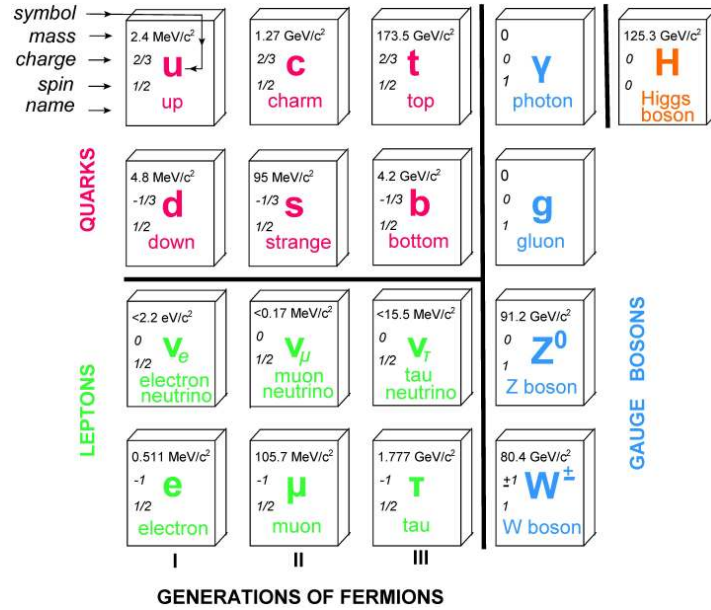 symbol
mass
charge
spin
name
2.4 MeV/c²
2/3
u
1/2
up
1.27 GeV/c²
2/3
c
1/2
charm
173.5 GeV/c²
2/3
t
1/2
top
0
0
γ
1
photon
125.3 GeV/c²
0
H
0
Higgs
boson
QUARKS
4.8 MeV/c²
-1/3
d
1/2
down
95 MeV/c²
-1/3
s
1/2
strange
4.2 GeV/c²
-1/3
b
1/2
bottom
0
0
g
1
gluon
LEPTONS
<2.2 eV/c²
0
νe
1/2
electron
neutrino
<0.17 MeV/c²
0
νμ
1/2
muon
neutrino
<15.5 MeV/c²
0
ντ
1/2
tau
neutrino
91.2 GeV/c²
0
Z⁰
1
Z boson
GAUGE BOSONS
0.511 MeV/c²
-1
e
1/2
electron
105.7 MeV/c²
-1
μ
1/2
muon
1.777 GeV/c²
-1
τ
1/2
tau
80.4 GeV/c²
±1
W±
1
W boson
I
II
III
GENERATIONS OF FERMIONS